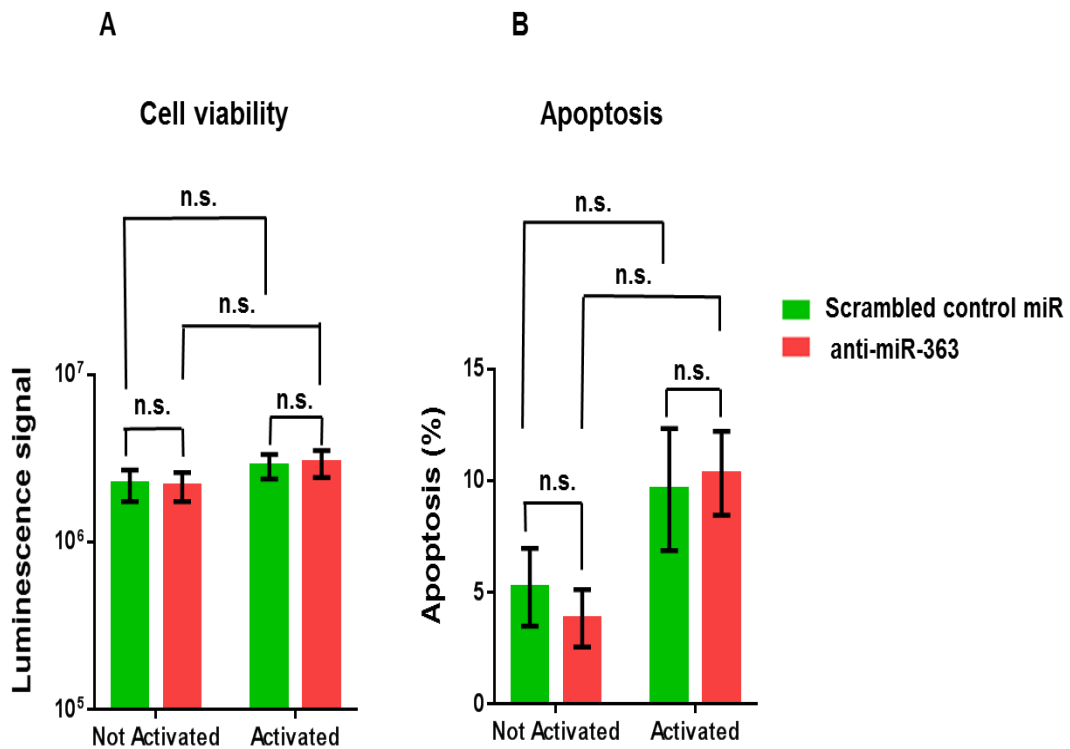 A
B
Cell viability
Apoptosis
n.s.
n.s.
n.s.
n.s.
Scrambled control miR
anti-miR-363
n.s.
n.s.
n.s.
n.s.
Luminescence signal
10⁷
10⁶
10⁵
Not Activated
Activated
Apoptosis (%)
15
10
5
0
Not Activated
Activated